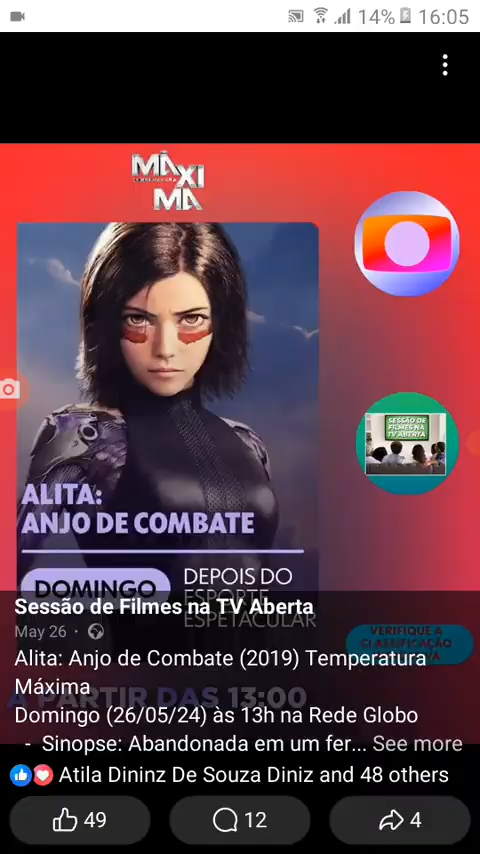 14% 16:05
MÁXIMA
SESSÃO DE
FILMES NA
TV ABERTA
ALITA:
ANJO DE COMBATE
DOMINGO
DEPOIS DO
ESPORTE
ESPETACULAR
A PARTIR DAS 13:00
VERIFIQUE A
CLASSIFICAÇÃO
Sessão de Filmes na TV Aberta
May 26
Alita: Anjo de Combate (2019) Temperatura
Máxima
Domingo (26/05/24) às 13h na Rede Globo
- Sinopse: Abandonada em um fer... See more
Atila Dininz De Souza Diniz and 48 others
49 12 4